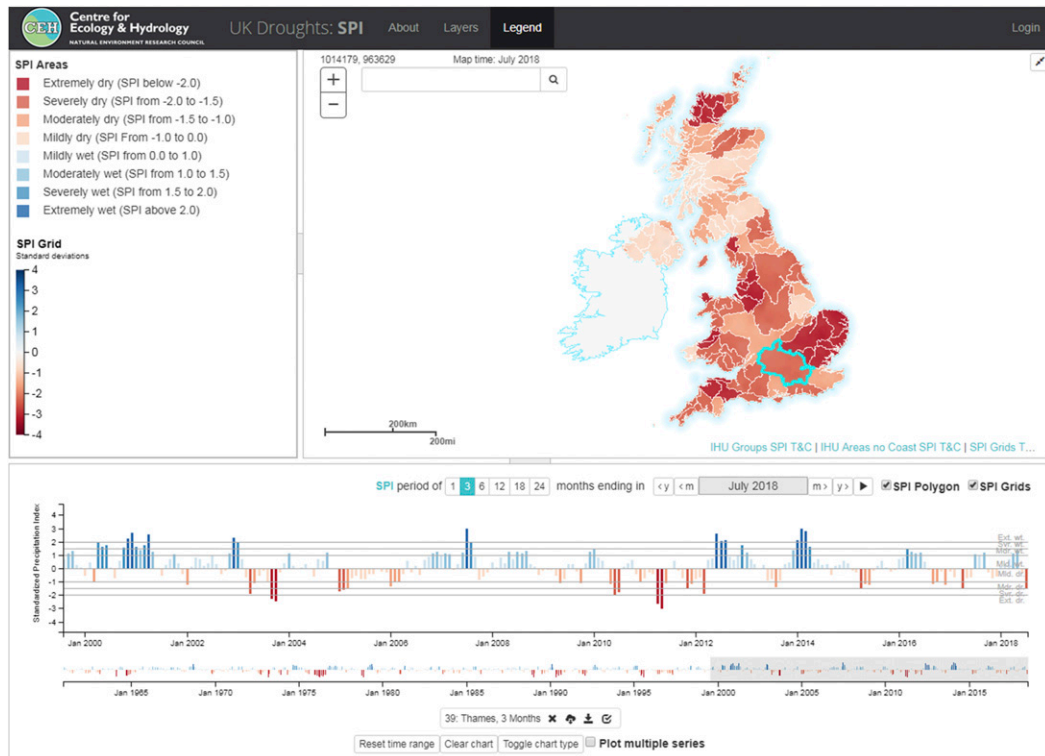 Centre for
Ecology & Hydrology
NATURAL ENVIRONMENT RESEARCH COUNCIL
CEH
UK Droughts: SPI About Layers Legend Login
SPI Areas
Extremely dry (SPI below -2.0)
Severely dry (SPI from -2.0 to -1.5)
Moderately dry (SPI from -1.5 to -1.0)
Mildly dry (SPI From -1.0 to 0.0)
Mildly wet (SPI from 0.0 to 1.0)
Moderately wet (SPI from 1.0 to 1.5)
Severely wet (SPI from 1.5 to 2.0)
Extremely wet (SPI above 2.0)
SPI Grid
Standard deviations
4
3
2
1
0
-1
-2
-3
-4
1014179, 963629 Map time: July 2018
+
−
200km
200mi
IHU Groups SPI T&C | IHU Areas no Coast SPI T&C | SPI Grids T...
SPI period of 1 3 6 12 18 24 months ending in < y < m July 2018 m > y > SPI Polygon SPI Grids
Standardized Precipitation Index
4
3
2
1
0
-1
-2
-3
-4
Ext. wt.
Svr. wt.
Mdr. wt.
Mld. wt.
Mld. dr.
Mdr. dr.
Svr. dr.
Ext. dr.
Jan 2000 Jan 2002 Jan 2004 Jan 2006 Jan 2008 Jan 2010 Jan 2012 Jan 2014 Jan 2016 Jan 2018
Jan 1965 Jan 1970 Jan 1975 Jan 1980 Jan 1985 Jan 1990 Jan 1995 Jan 2000 Jan 2005 Jan 2010 Jan 2015
39: Thames, 3 Months
Reset time range Clear chart Toggle chart type Plot multiple series